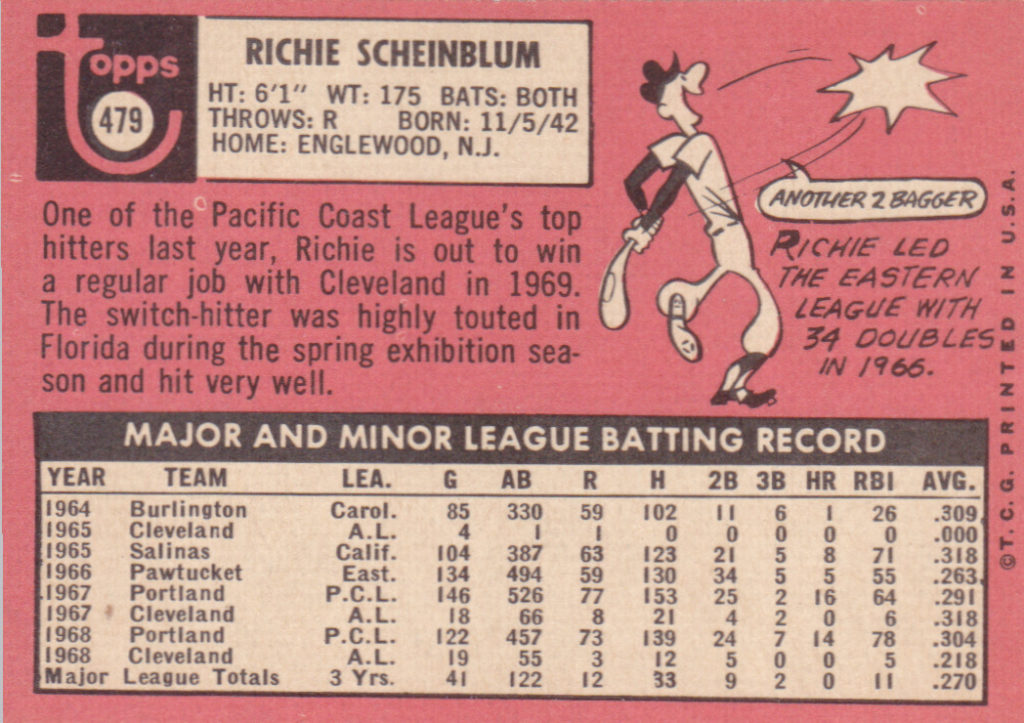 topps
479
RICHIE SCHEINBLUM
HT: 6'1" WT: 175 BATS: BOTH
THROWS: R BORN: 11/5/42
HOME: ENGLEWOOD, N.J.
One of the Pacific Coast League's top
hitters last year, Richie is out to win
a regular job with Cleveland in 1969.
The switch-hitter was highly touted in
Florida during the spring exhibition sea-
son and hit very well.
ANOTHER 2 BAGGER
RICHIE LED
THE EASTERN
LEAGUE WITH
34 DOUBLES
IN 1966.
©T.C.G. PRINTED IN U.S.A.
MAJOR AND MINOR LEAGUE BATTING RECORD
YEAR TEAM LEA. G AB R H 2B 3B HR RBI AVG.
1964 Burlington Carol. 85 330 59 102 11 6 1 26 .309
1965 Cleveland A.L. 4 1 1 0 0 0 0 0 .000
1965 Salinas Calif. 104 387 63 123 21 5 8 71 .318
1966 Pawtucket East. 134 494 59 130 34 5 5 55 .263
1967 Portland P.C.L. 146 526 77 153 25 2 16 64 .291
1967 Cleveland A.L. 18 66 8 21 4 2 0 6 .318
1968 Portland P.C.L. 122 457 73 139 24 7 14 78 .304
1968 Cleveland A.L. 19 55 3 12 5 0 0 5 .218
Major League Totals 3 Yrs. 41 122 12 33 9 2 0 11 .270